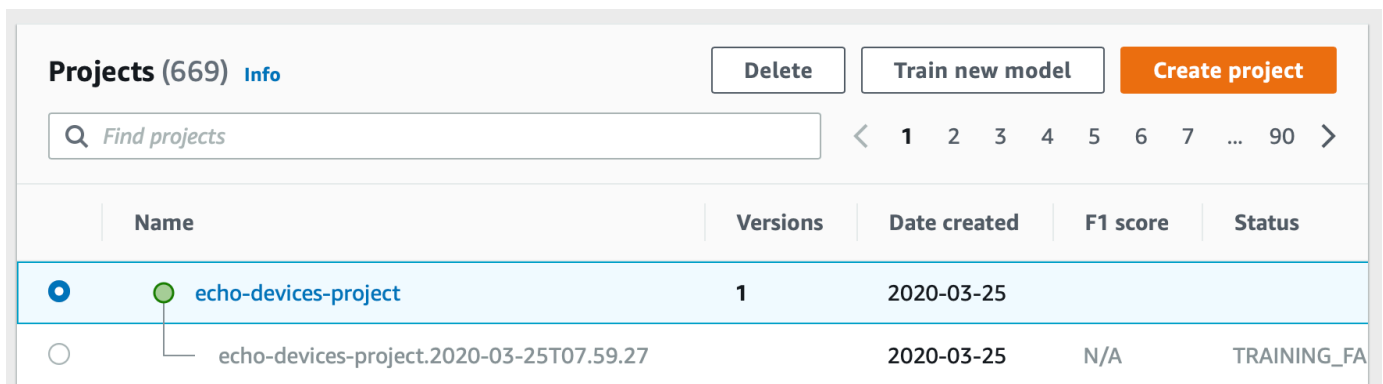 Projects (669) Info Delete Train new model Create project
Find projects 1 2 3 4 5 6 7 ... 90
Name Versions Date created F1 score Status
echo-devices-project 1 2020-03-25
echo-devices-project.2020-03-25T07.59.27 2020-03-25 N/A TRAINING_FA